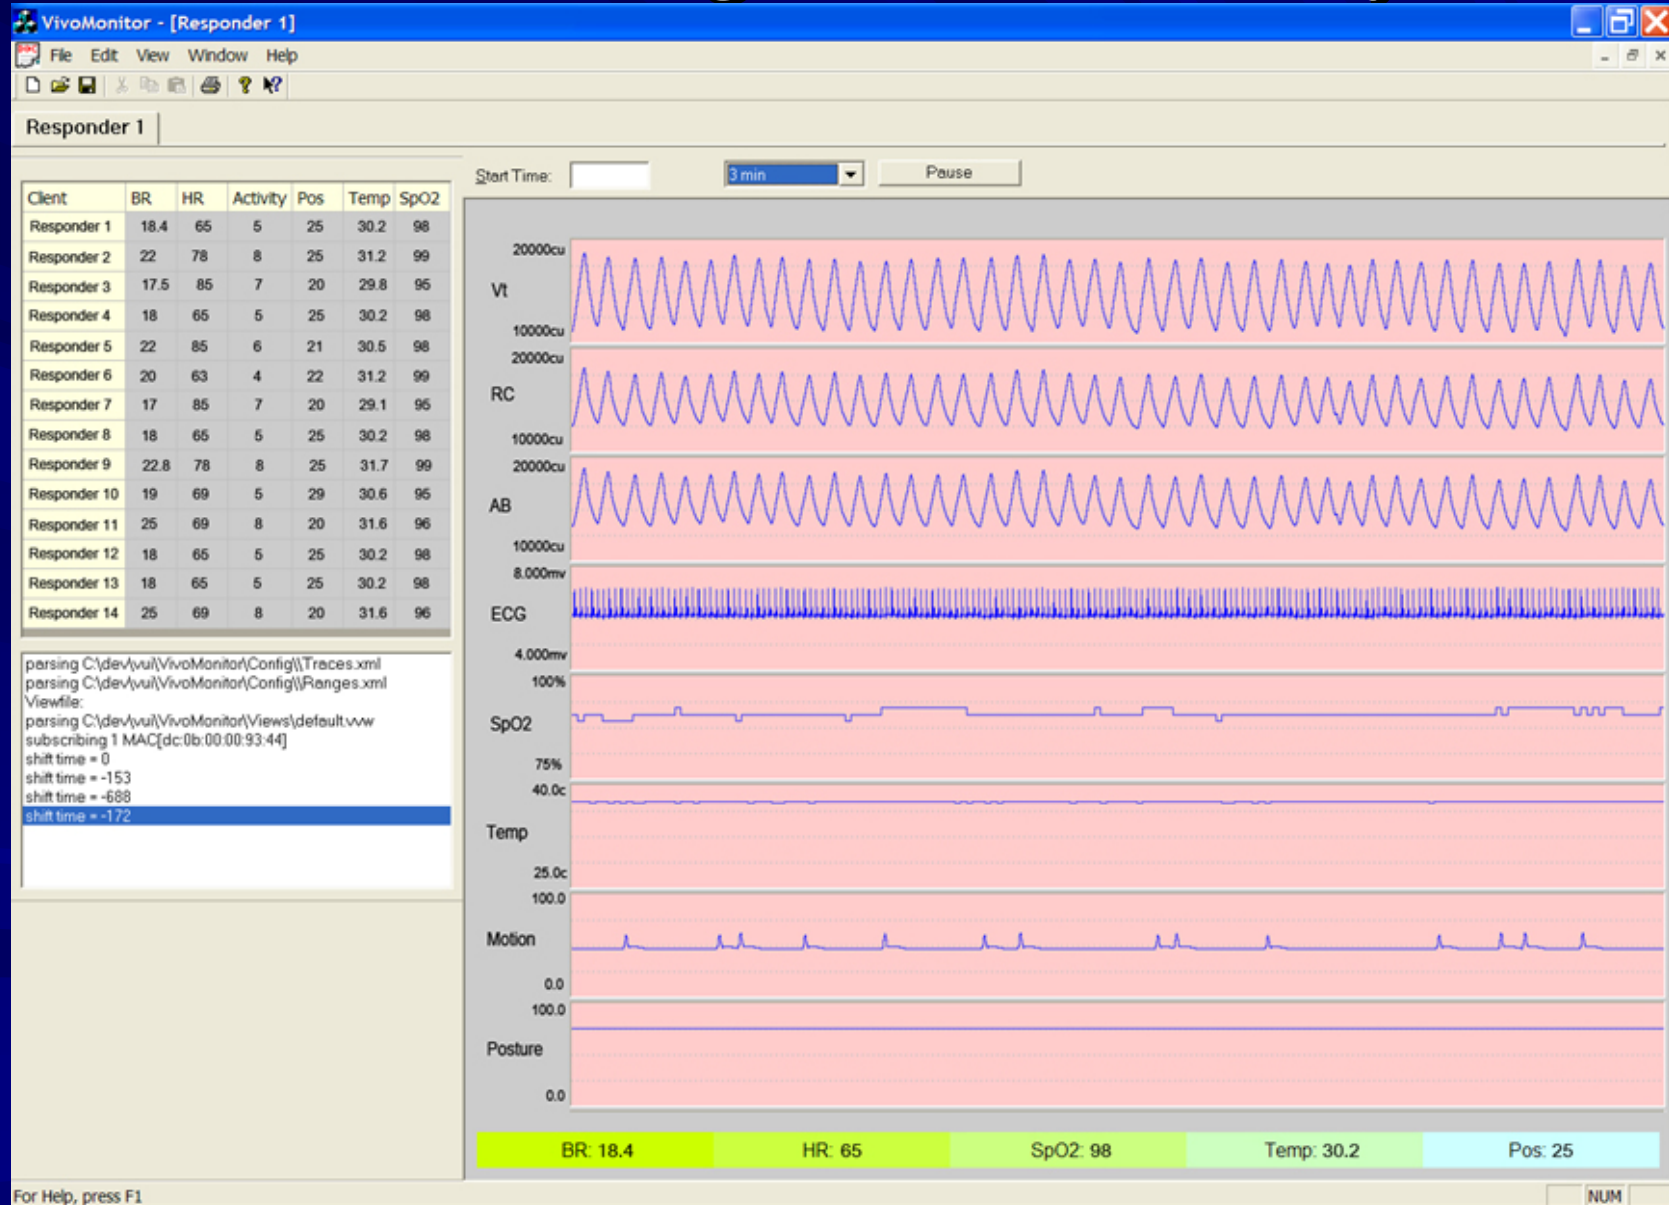 VivoMonitor - [Responder 1]
File Edit View Window Help
Responder 1
Start Time: 3 min Pause
Client BR HR Activity Pos Temp SpO2
Responder 1 18.4 65 5 25 30.2 98
Responder 2 22 78 8 25 31.2 99
Responder 3 17.5 85 7 20 29.8 95
Responder 4 18 65 5 25 30.2 98
Responder 5 22 85 6 21 30.5 98
Responder 6 20 63 4 22 31.2 99
Responder 7 17 85 7 20 29.1 95
Responder 8 18 65 5 25 30.2 98
Responder 9 22.8 78 8 25 31.7 99
Responder 10 19 69 5 29 30.6 95
Responder 11 25 69 8 20 31.6 96
Responder 12 18 65 5 25 30.2 98
Responder 13 18 65 5 25 30.2 98
Responder 14 25 69 8 20 31.6 96
parsing C:\dev\vui\VivoMonitor\Config\\Traces.xml
parsing C:\dev\vui\VivoMonitor\Config\\Ranges.xml
Viewfile:
parsing C:\dev\vui\VivoMonitor\Views\default.vvw
subscribing 1 MAC[dc:0b:00:00:93:44]
shift time = 0
shift time = -153
shift time = -688
shift time = -172
20000cu
Vt
10000cu
20000cu
RC
10000cu
20000cu
AB
10000cu
8.000mv
ECG
4.000mv
100%
SpO2
75%
40.0c
Temp
25.0c
100.0
Motion
0.0
100.0
Posture
0.0
BR: 18.4 HR: 65 SpO2: 98 Temp: 30.2 Pos: 25
For Help, press F1 NUM